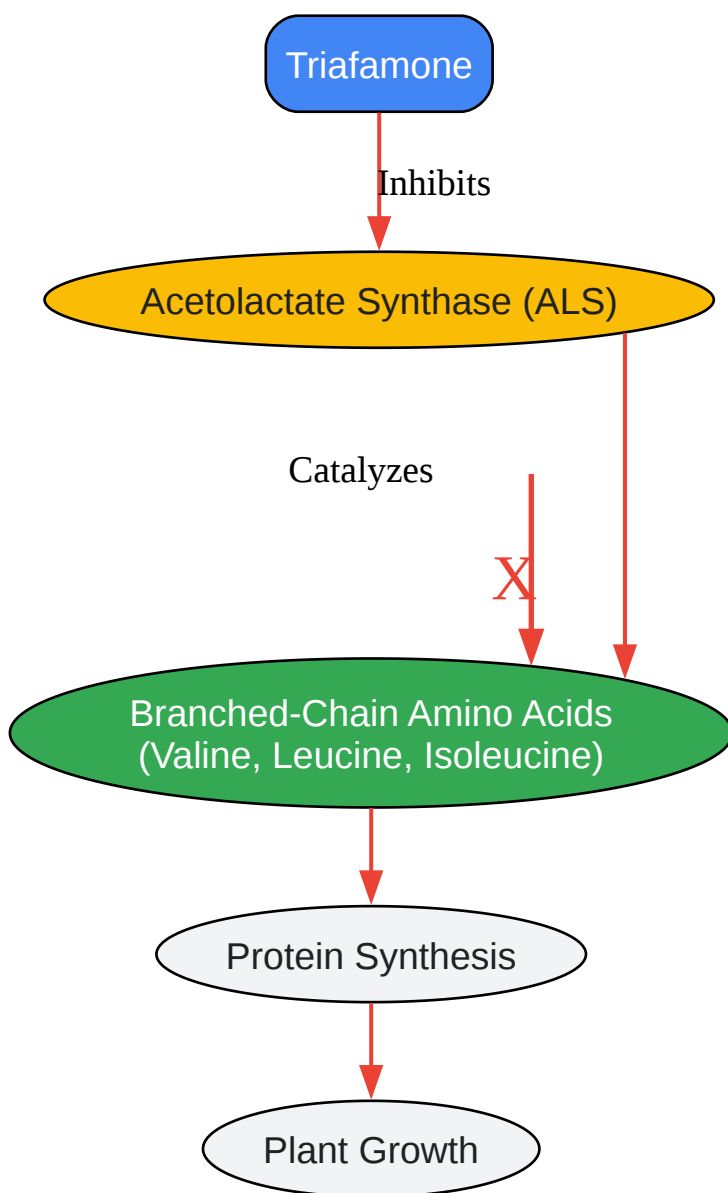 Triafamone
Inhibits
Acetolactate Synthase (ALS)
Catalyzes
X
Branched-Chain Amino Acids
(Valine, Leucine, Isoleucine)
Protein Synthesis
Plant Growth